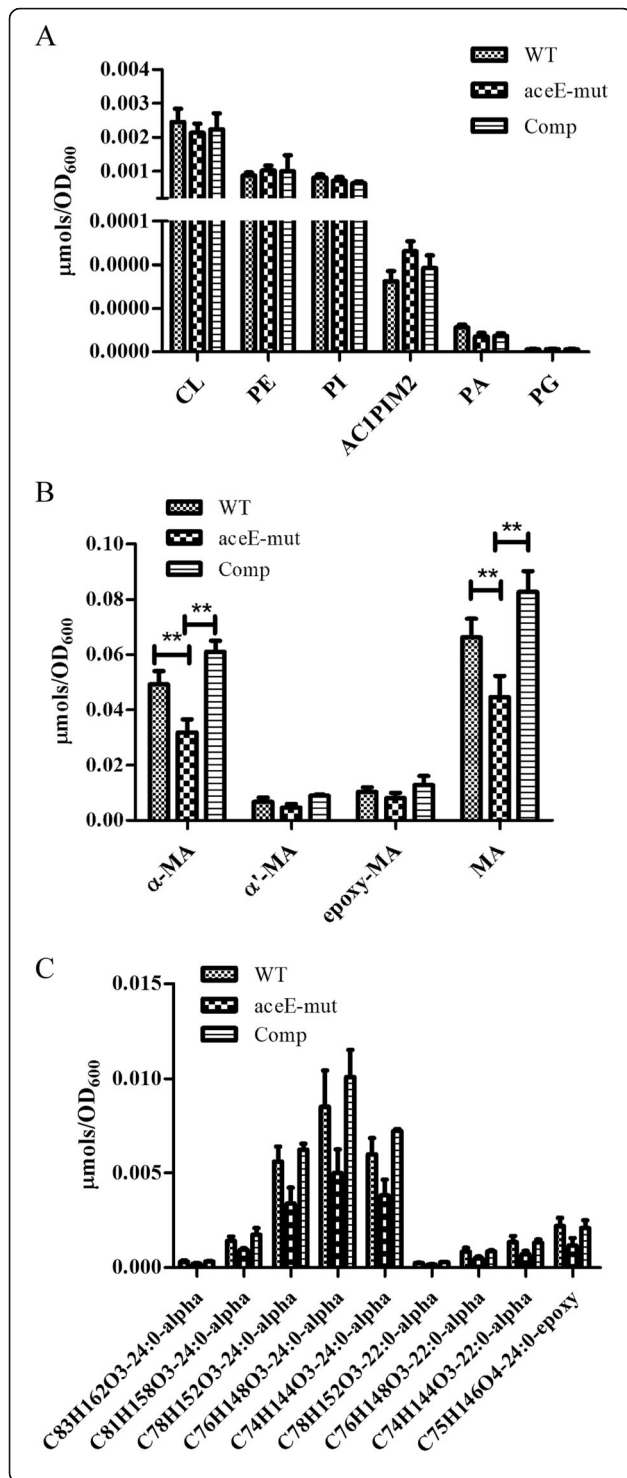 A
WT
aceE-mut
Comp
0.004
0.003
0.002
0.001
0.0001
0.0000
0.0000
0.0000
μmols/OD600
CL
PE
PI
AC1PIM2
PA
PG
B
WT
aceE-mut
Comp
**
**
**
**
0.10
0.08
0.06
0.04
0.02
0.00
μmols/OD600
α-MA
α'-MA
epoxy-MA
MA
C
WT
aceE-mut
Comp
0.015
0.010
0.005
0.000
μmols/OD600
C83H162O3-24:0-alpha
C81H158O3-24:0-alpha
C78H152O3-24:0-alpha
C76H148O3-24:0-alpha
C74H144O3-24:0-alpha
C78H152O3-22:0-alpha
C76H148O3-22:0-alpha
C74H144O3-22:0-alpha
C75H146O4-24:0-epoxy